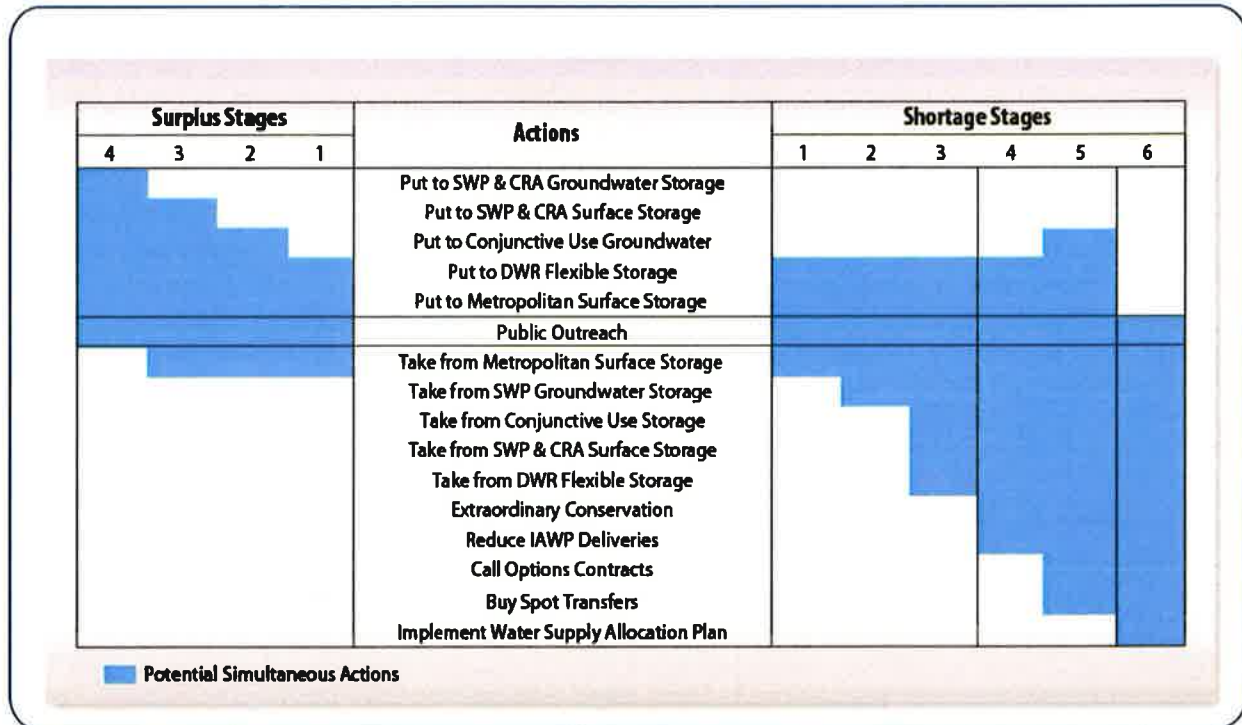 Surplus Stages
Actions
Shortage Stages
4 3 2 1
1 2 3 4 5 6
Put to SWP & CRA Groundwater Storage
Put to SWP & CRA Surface Storage
Put to Conjunctive Use Groundwater
Put to DWR Flexible Storage
Put to Metropolitan Surface Storage
Public Outreach
Take from Metropolitan Surface Storage
Take from SWP Groundwater Storage
Take from Conjunctive Use Storage
Take from SWP & CRA Surface Storage
Take from DWR Flexible Storage
Extraordinary Conservation
Reduce IAWP Deliveries
Call Options Contracts
Buy Spot Transfers
Implement Water Supply Allocation Plan
Potential Simultaneous Actions